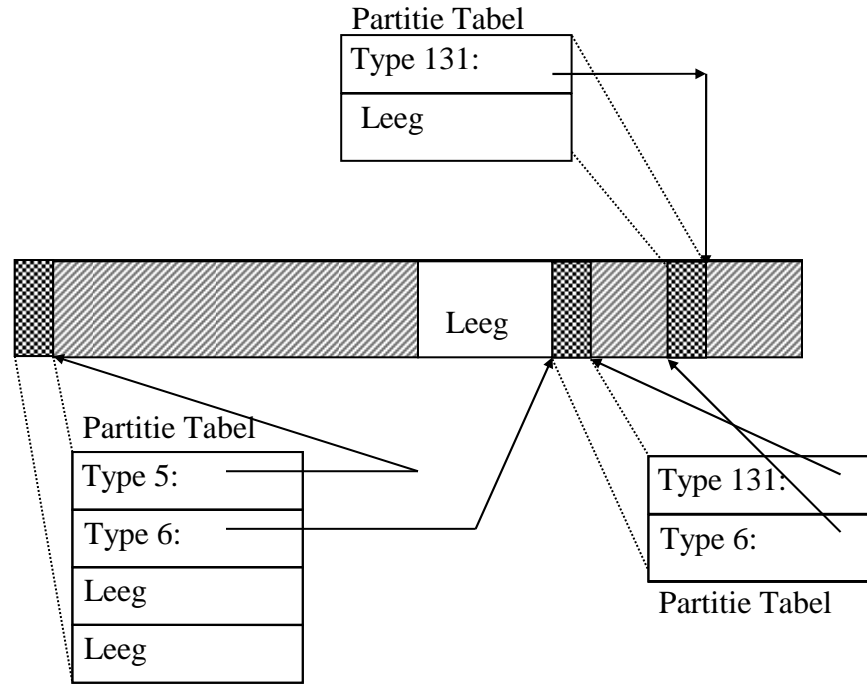 Partitie Tabel
Type 131:
Leeg
Leeg
Partitie Tabel
Type 5:
Type 6:
Leeg
Leeg
Type 131:
Type 6:
Partitie Tabel